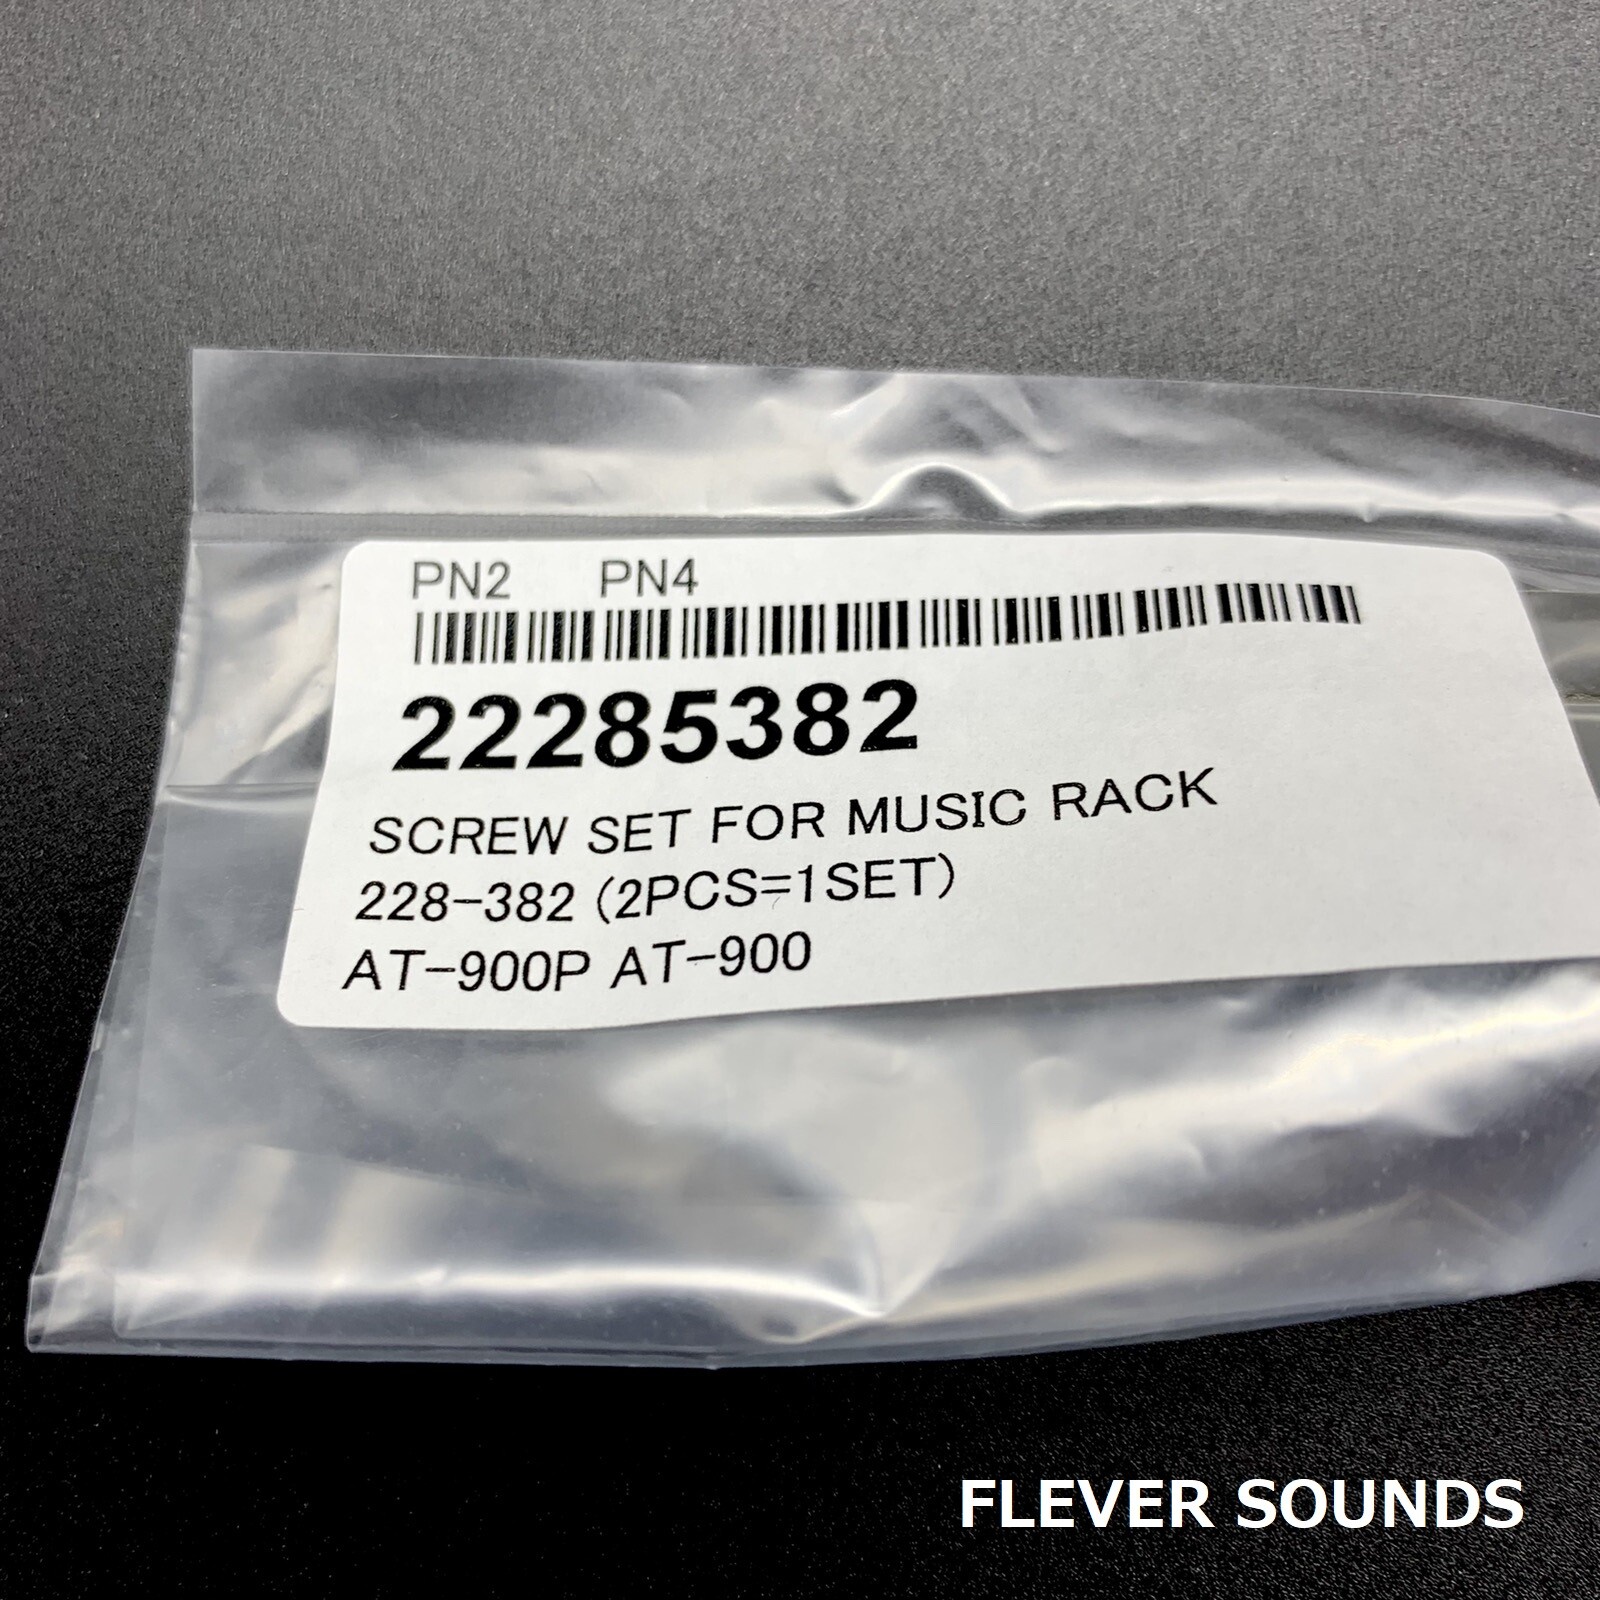 PN2 PN4
22285382
SCREW SET FOR MUSIC RACK
228-382 (2PCS=1SET)
AT-900P AT-900
FLEVER SOUNDS